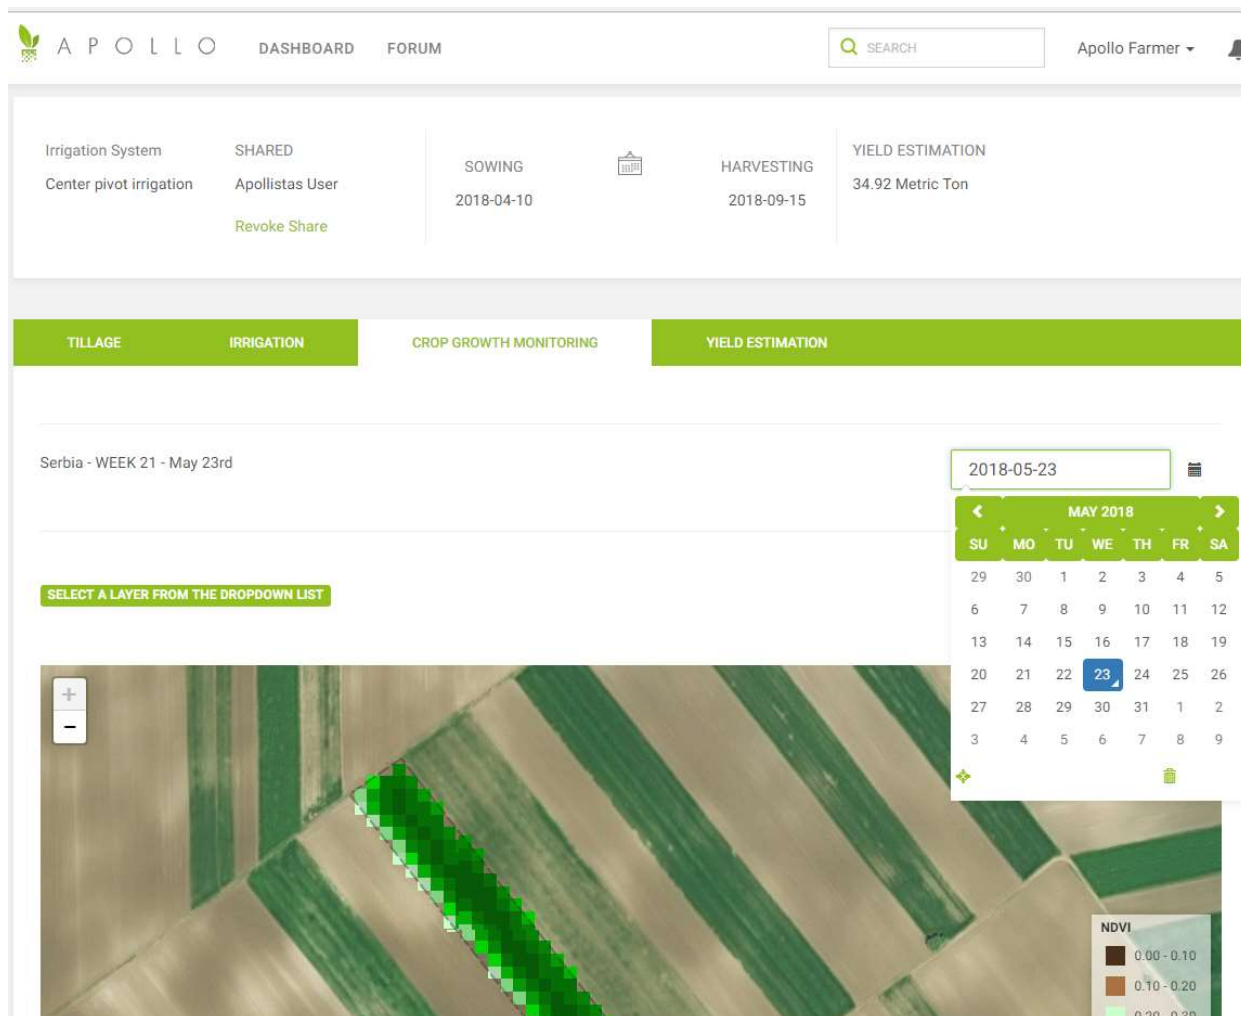 APOLLO DASHBOARD FORUM SEARCH Apollo Farmer
Irrigation System
Center pivot irrigation
SHARED
Apollistas User
Revoke Share
SOWING
2018-04-10
HARVESTING
2018-09-15
YIELD ESTIMATION
34.92 Metric Ton
TILLAGE IRRIGATION CROP GROWTH MONITORING YIELD ESTIMATION
Serbia - WEEK 21 - May 23rd
2018-05-23
MAY 2018
SU MO TU WE TH FR SA
29 30 1 2 3 4 5
6 7 8 9 10 11 12
13 14 15 16 17 18 19
20 21 22 23 24 25 26
27 28 29 30 31 1 2
3 4 5 6 7 8 9
SELECT A LAYER FROM THE DROPDOWN LIST
+
-
NDVI
0.00 - 0.10
0.10 - 0.20
0.20 - 0.30